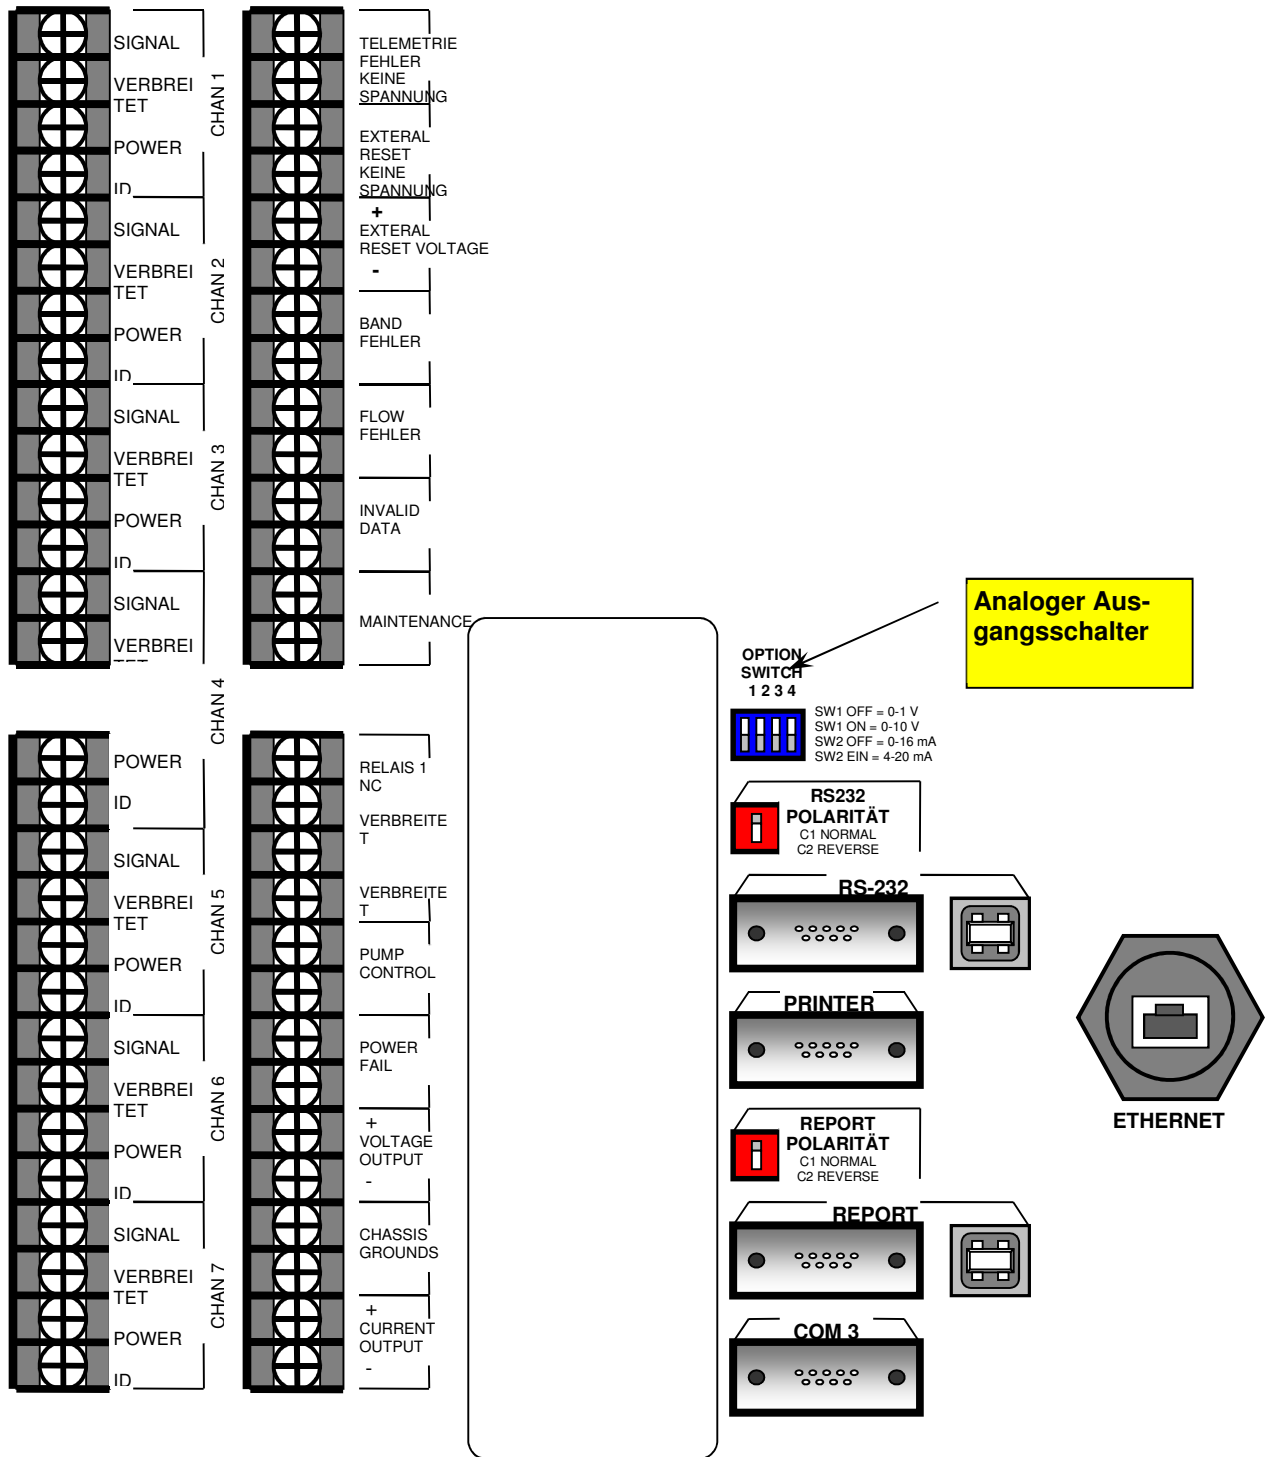 SIGNAL
VERBREI
TET
POWER
ID
CHAN 1
SIGNAL
VERBREI
TET
POWER
ID
CHAN 2
SIGNAL
VERBREI
TET
POWER
ID
CHAN 3
SIGNAL
VERBREI
TET
CHAN 4
POWER
ID
SIGNAL
VERBREI
TET
POWER
ID
CHAN 5
SIGNAL
VERBREI
TET
POWER
ID
CHAN 6
SIGNAL
VERBREI
TET
POWER
ID
CHAN 7
TELEMETRIE
FEHLER
KEINE
SPANNUNG
EXTERAL
RESET
KEINE
SPANNUNG
+
EXTERAL
RESET VOLTAGE
-
BAND
FEHLER
FLOW
FEHLER
INVALID
DATA
MAINTENANCE
RELAIS 1
NC
VERBREITE
T
VERBREITE
T
PUMP
CONTROL
POWER
FAIL
+
VOLTAGE
OUTPUT
-
CHASSIS
GROUNDS
+
CURRENT
OUTPUT
-
Analoger Aus-
gangsschalter
OPTION
SWITCH
1 2 3 4
SW1 OFF = 0-1 V
SW1 ON = 0-10 V
SW2 OFF = 0-16 mA
SW2 EIN = 4-20 mA
RS232
POLARITÄT
C1 NORMAL
C2 REVERSE
RS-232
PRINTER
REPORT
POLARITÄT
C1 NORMAL
C2 REVERSE
REPORT
COM 3
ETHERNET